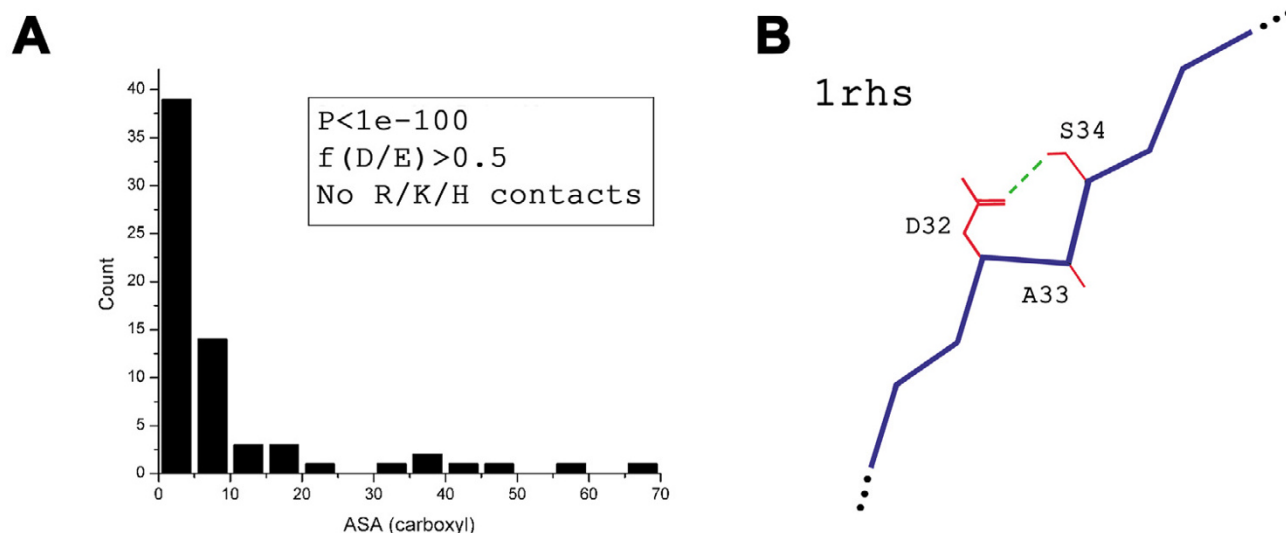 A
B
40
35
30
25
20
15
10
5
0
Count
0 10 20 30 40 50 60 70
ASA (carboxyl)
P<1e-100
f(D/E)>0.5
No R/K/H contacts
1rhs
S34
D32
A33